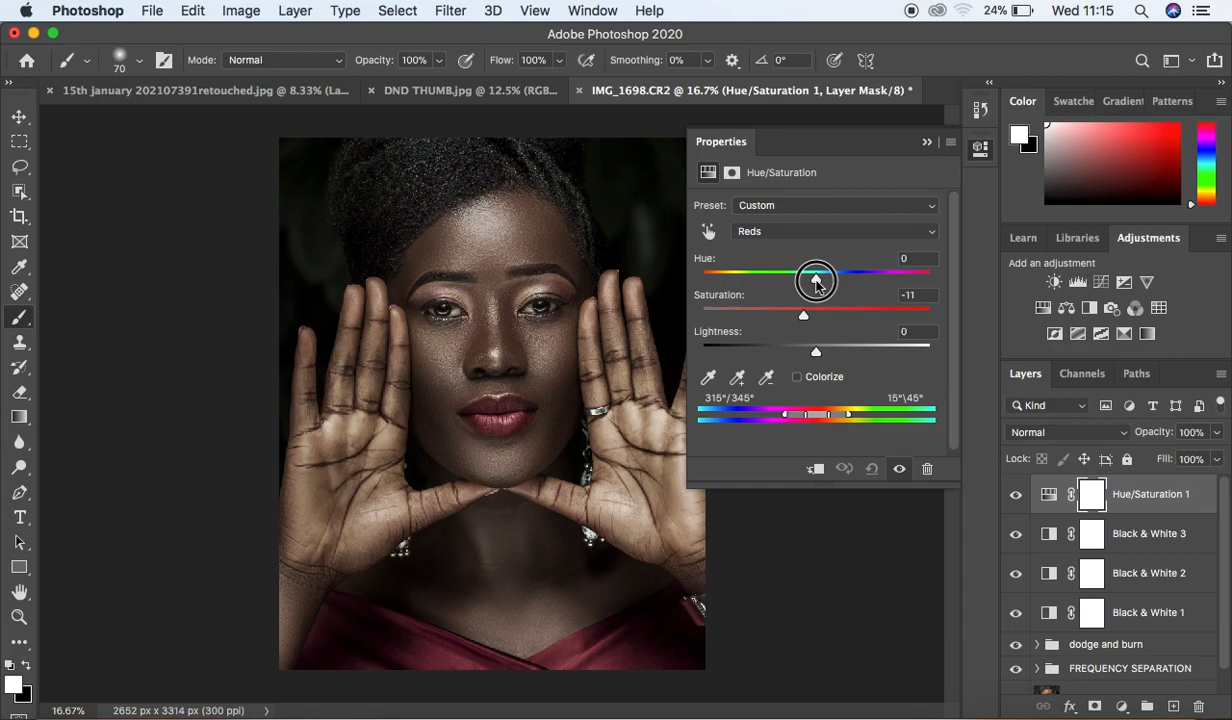 Photoshop File Edit Image Layer Type Select Filter 3D View Window Help 24% Wed 11:15
Adobe Photoshop 2020
70 Mode: Normal Opacity: 100% Flow: 100% Smoothing: 0% 0°
15th january 202107391retouched.jpg @ 8.33% (La... DND THUMB.jpg @ 12.5% (RGB... IMG_1698.CR2 @ 16.7% (Hue/Saturation 1, Layer Mask/8) *
Color Swatche Gradient Patterns
Properties
Hue/Saturation
Preset: Custom
Reds
Hue: 0
Saturation: -11
Lightness: 0
Colorize
315°/345° 15°\45°
Learn Libraries Adjustments
Add an adjustment
Layers Channels Paths
Kind
Normal Opacity: 100%
Lock: Fill: 100%
Hue/Saturation 1
Black & White 3
Black & White 2
Black & White 1
dodge and burn
FREQUENCY SEPARATION
fx
16.67% 2652 px x 3314 px (300 ppi)